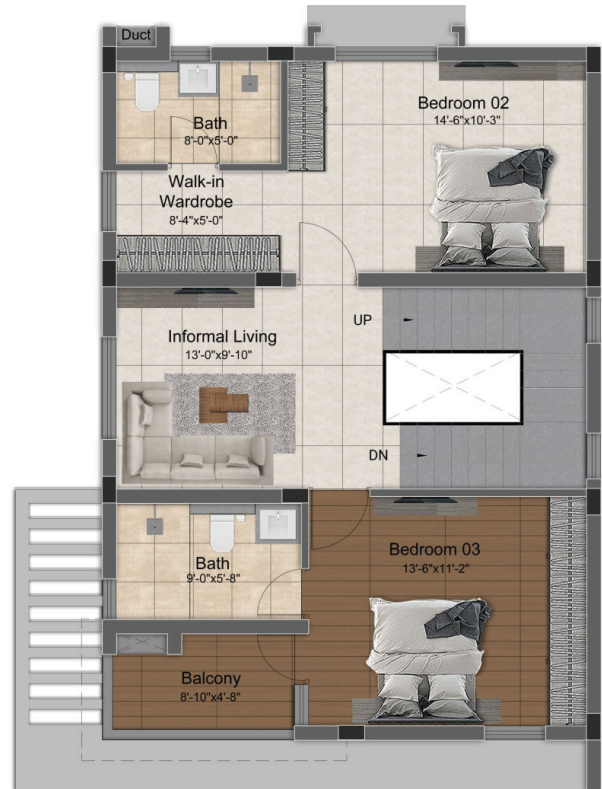 Duct
Bath
8'-0"x5'-0"
Bedroom 02
14'-6"x10'-3"
Walk-in
Wardrobe
8'-4"x5'-0"
UP
Informal Living
13'-0"x9'-10"
DN
Bath
9'-0"x5'-8"
Bedroom 03
13'-6"x11'-2"
Balcony
8'-10"x4'-8"